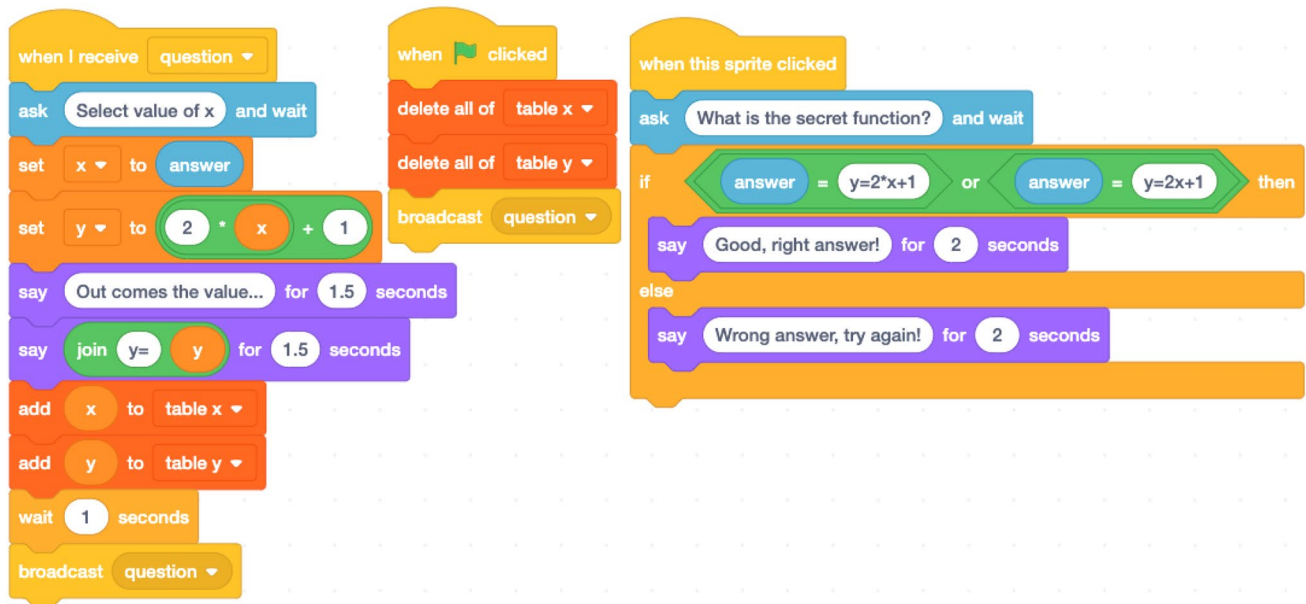 when I receive question
ask Select value of x and wait
set x to answer
set y to 2 * x + 1
say Out comes the value... for 1.5 seconds
say join y= y for 1.5 seconds
add x to table x
add y to table y
wait 1 seconds
broadcast question
when clicked
delete all of table x
delete all of table y
broadcast question
when this sprite clicked
ask What is the secret function? and wait
if answer = y=2*x+1 or answer = y=2x+1 then
say Good, right answer! for 2 seconds
else
say Wrong answer, try again! for 2 seconds